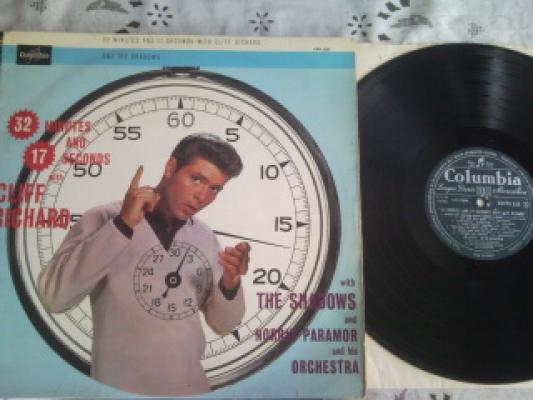 Columbia
32 MINUTES AND 17 SECONDS WITH CLIFF RICHARD
AND THE SHADOWS
32 MINUTES
AND
17 SECONDS
with
CLIFF
RICHARD
60
55
5
50
10
15
20
30
27
3
24
6
21
9
18
15
12
with
THE SHADOWS
and
NORRIE PARAMOR
and his
ORCHESTRA
Columbia